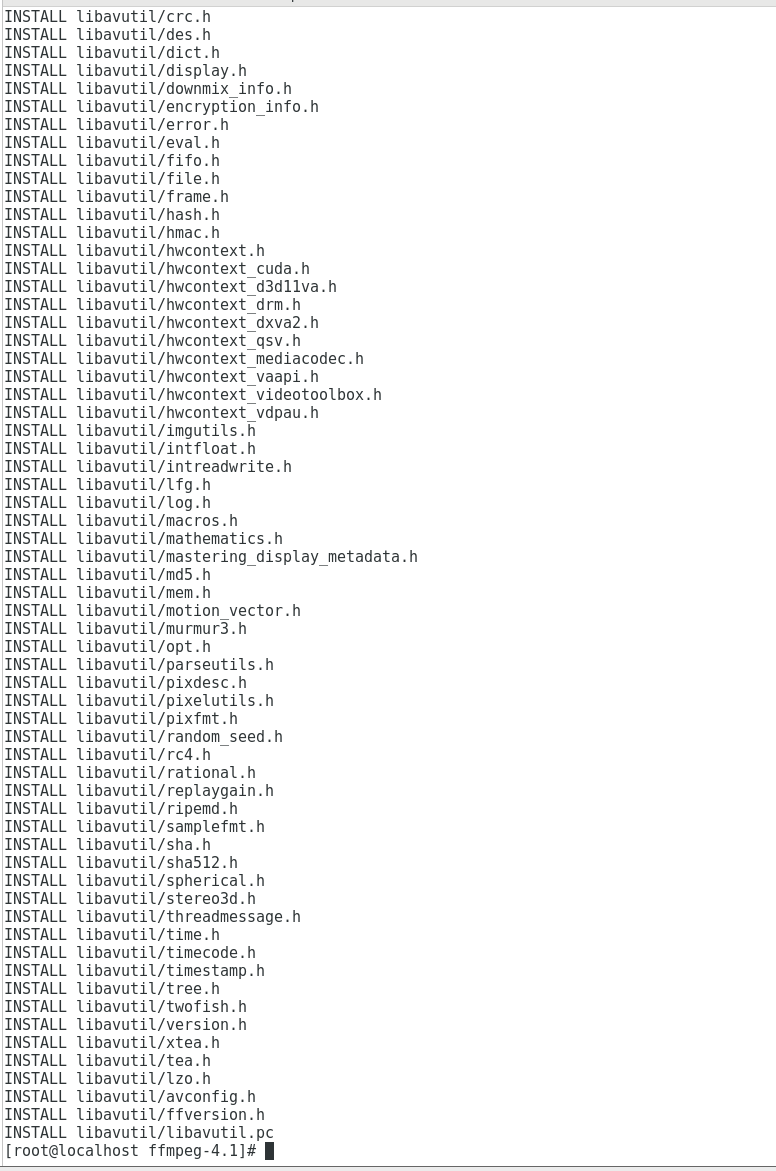 INSTALL libavutil/crc.h
INSTALL libavutil/des.h
INSTALL libavutil/dict.h
INSTALL libavutil/display.h
INSTALL libavutil/downmix_info.h
INSTALL libavutil/encryption_info.h
INSTALL libavutil/error.h
INSTALL libavutil/eval.h
INSTALL libavutil/fifo.h
INSTALL libavutil/file.h
INSTALL libavutil/frame.h
INSTALL libavutil/hash.h
INSTALL libavutil/hmac.h
INSTALL libavutil/hwcontext.h
INSTALL libavutil/hwcontext_cuda.h
INSTALL libavutil/hwcontext_d3d11va.h
INSTALL libavutil/hwcontext_drm.h
INSTALL libavutil/hwcontext_dxva2.h
INSTALL libavutil/hwcontext_qsv.h
INSTALL libavutil/hwcontext_mediacodec.h
INSTALL libavutil/hwcontext_vaapi.h
INSTALL libavutil/hwcontext_videotoolbox.h
INSTALL libavutil/hwcontext_vdpau.h
INSTALL libavutil/imgutils.h
INSTALL libavutil/intfloat.h
INSTALL libavutil/intreadwrite.h
INSTALL libavutil/lfg.h
INSTALL libavutil/log.h
INSTALL libavutil/macros.h
INSTALL libavutil/mathematics.h
INSTALL libavutil/mastering_display_metadata.h
INSTALL libavutil/md5.h
INSTALL libavutil/mem.h
INSTALL libavutil/motion_vector.h
INSTALL libavutil/murmur3.h
INSTALL libavutil/opt.h
INSTALL libavutil/parseutils.h
INSTALL libavutil/pixdesc.h
INSTALL libavutil/pixelutils.h
INSTALL libavutil/pixfmt.h
INSTALL libavutil/random_seed.h
INSTALL libavutil/rc4.h
INSTALL libavutil/rational.h
INSTALL libavutil/replaygain.h
INSTALL libavutil/ripemd.h
INSTALL libavutil/samplefmt.h
INSTALL libavutil/sha.h
INSTALL libavutil/sha512.h
INSTALL libavutil/spherical.h
INSTALL libavutil/stereo3d.h
INSTALL libavutil/threadmessage.h
INSTALL libavutil/time.h
INSTALL libavutil/timecode.h
INSTALL libavutil/timestamp.h
INSTALL libavutil/tree.h
INSTALL libavutil/twofish.h
INSTALL libavutil/version.h
INSTALL libavutil/xtea.h
INSTALL libavutil/tea.h
INSTALL libavutil/lzo.h
INSTALL libavutil/avconfig.h
INSTALL libavutil/ffversion.h
INSTALL libavutil/libavutil.pc
[root@localhost ffmpeg-4.1]#